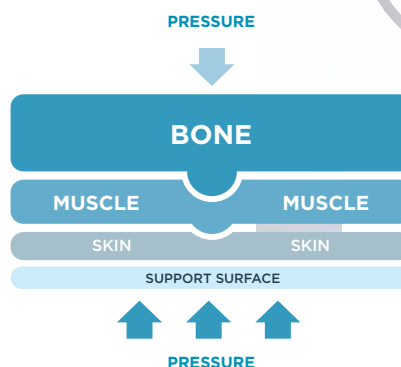 PRESSURE
BONE
MUSCLE MUSCLE
SKIN SKIN
SUPPORT SURFACE
PRESSURE